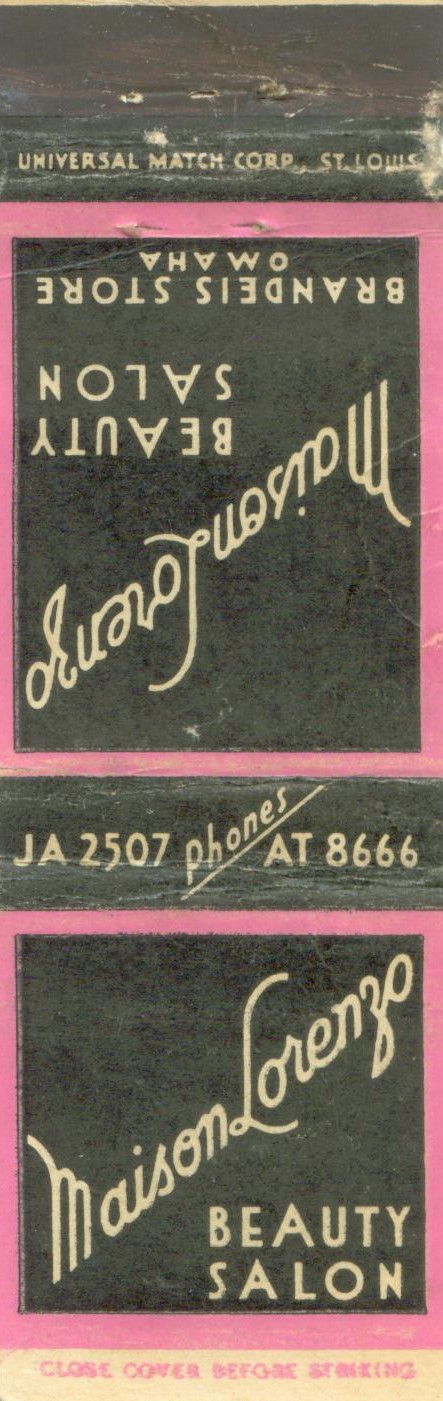 UNIVERSAL MATCH CORP., ST. LOUIS
Maison Lorenzo
BEAUTY
SALON
BRANDEIS STORE
OMAHA
JA 2507 phones AT 8666
Maison Lorenzo
BEAUTY
SALON
CLOSE COVER BEFORE STRIKING